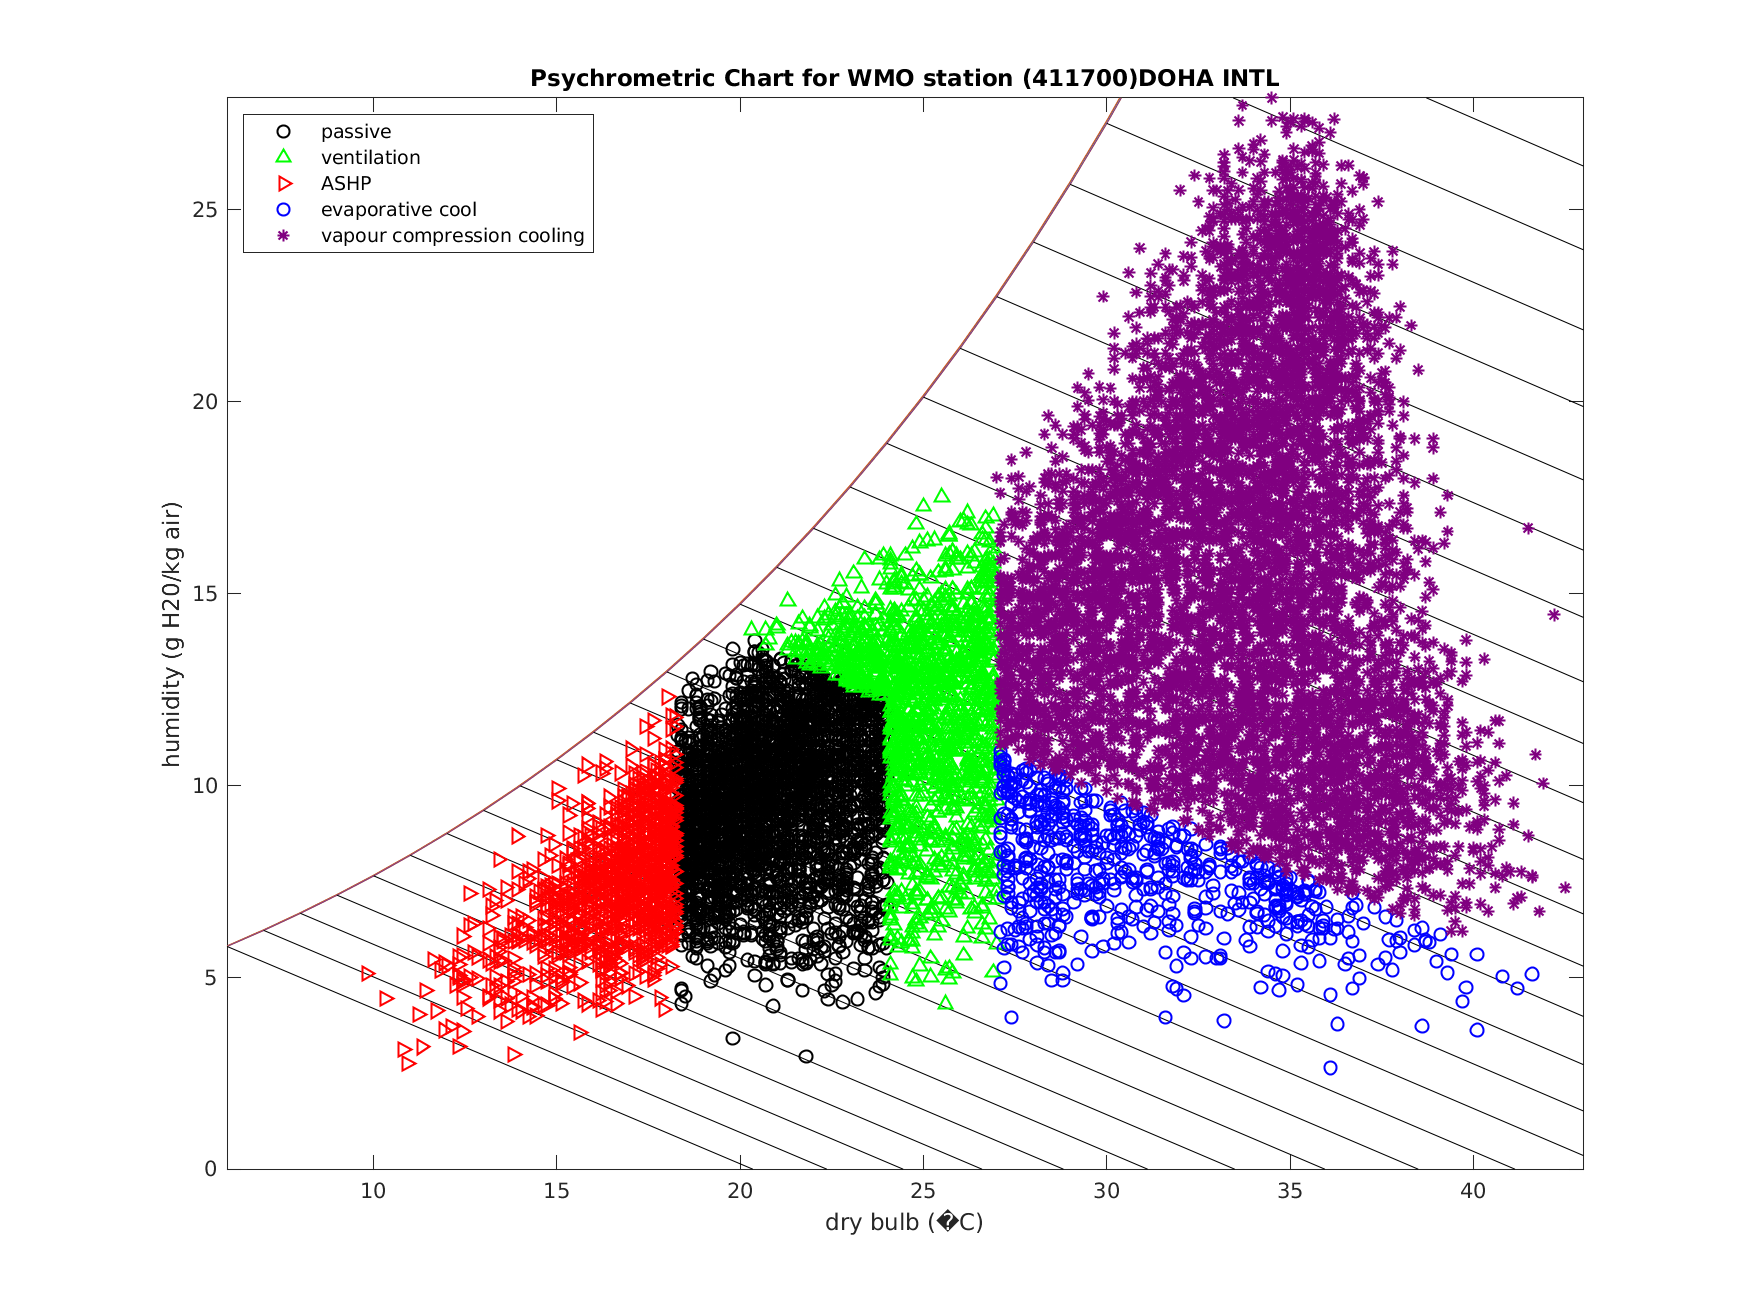 Psychrometric Chart for WMO station (411700)DOHA INTL
passive
ventilation
ASHP
evaporative cool
vapour compression cooling
25
20
15
10
5
0
humidity (g H20/kg air)
10 15 20 25 30 35 40
dry bulb (�C)